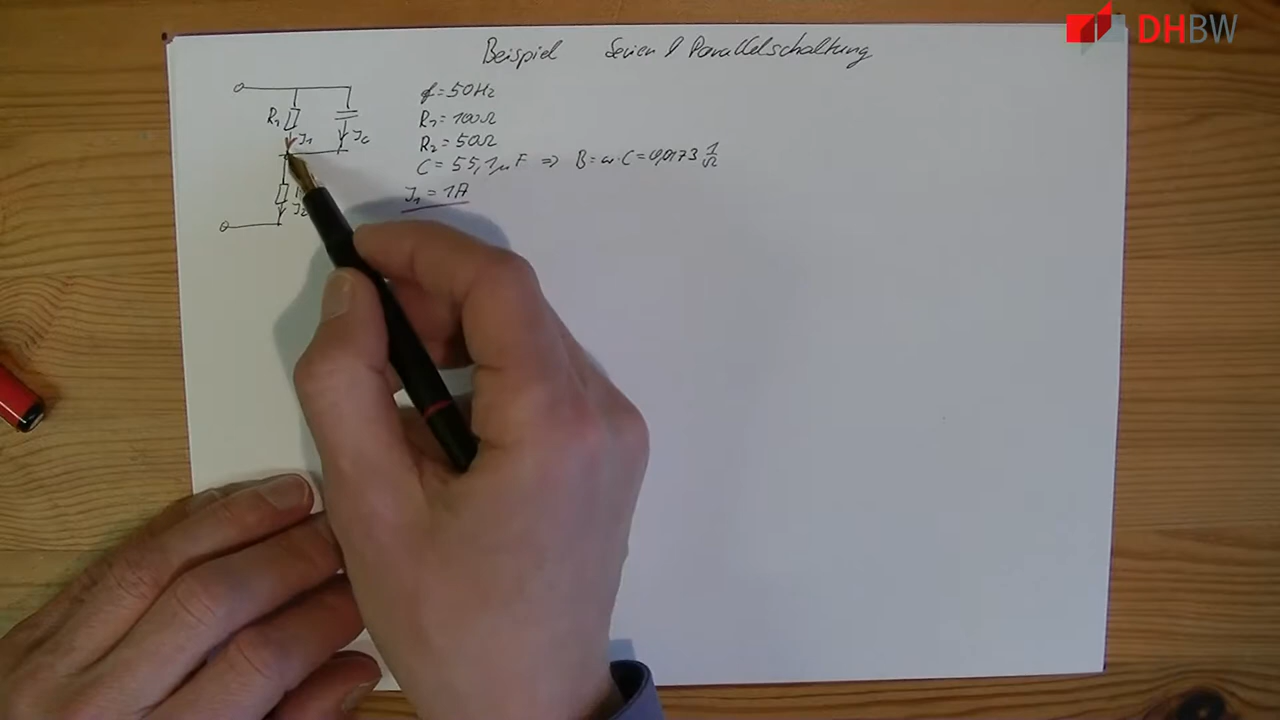 DHBW
Beispiel Serien / Parallelschaltung
f = 50Hz
R₁ = 100Ω
R₂ = 50Ω
C = 55,1μF ⇒ B = ω·C = 0,0173 1/Ω
I₁ = 1A
R₁
I₁
I_C
I₂